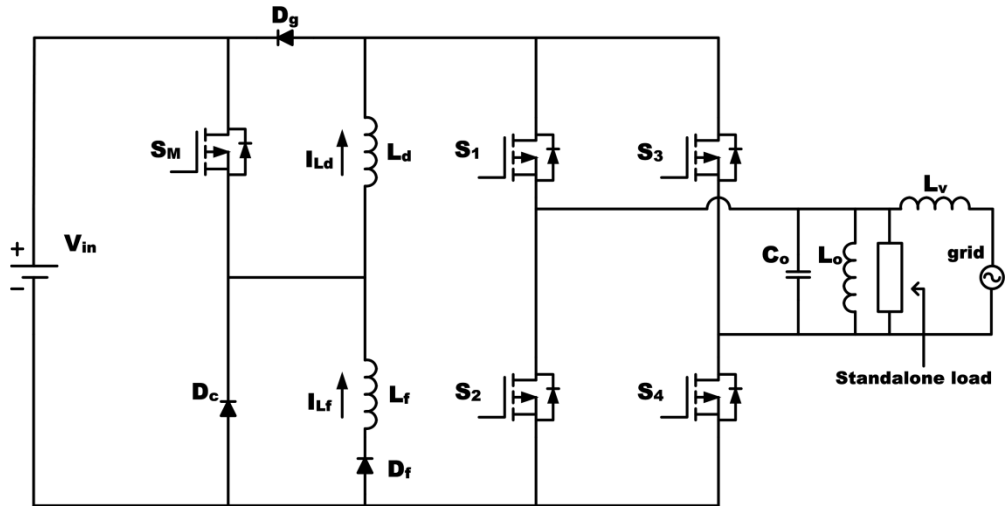 Dg
SM
ILd
Ld
S1
S3
Lv
+
Vin
−
Co
Lo
grid
Standalone load
Dc
ILf
Lf
S2
S4
Df